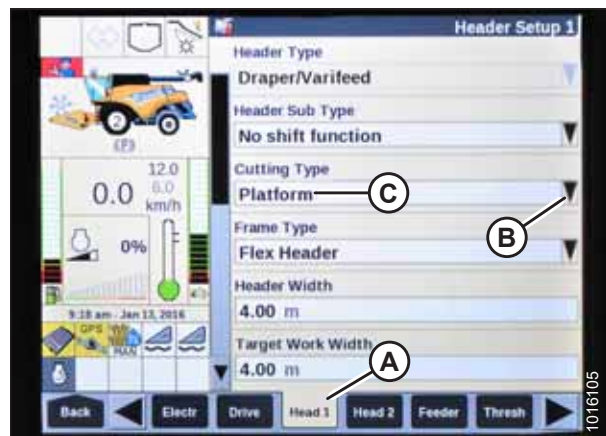 Header Setup 1
Header Type
Draper/Varifeed
Header Sub Type
No shift function
Cutting Type
Platform
C
B
Frame Type
Flex Header
Header Width
4.00 m
Target Work Width
A
4.00 m
2
(F)
12.0
6.0
0.0
km/h
0%
9:18 am - Jan 13, 2016
GPS
MAN
Back
Electr
Drive
Head 1
Head 2
Feeder
Thresh
1016105